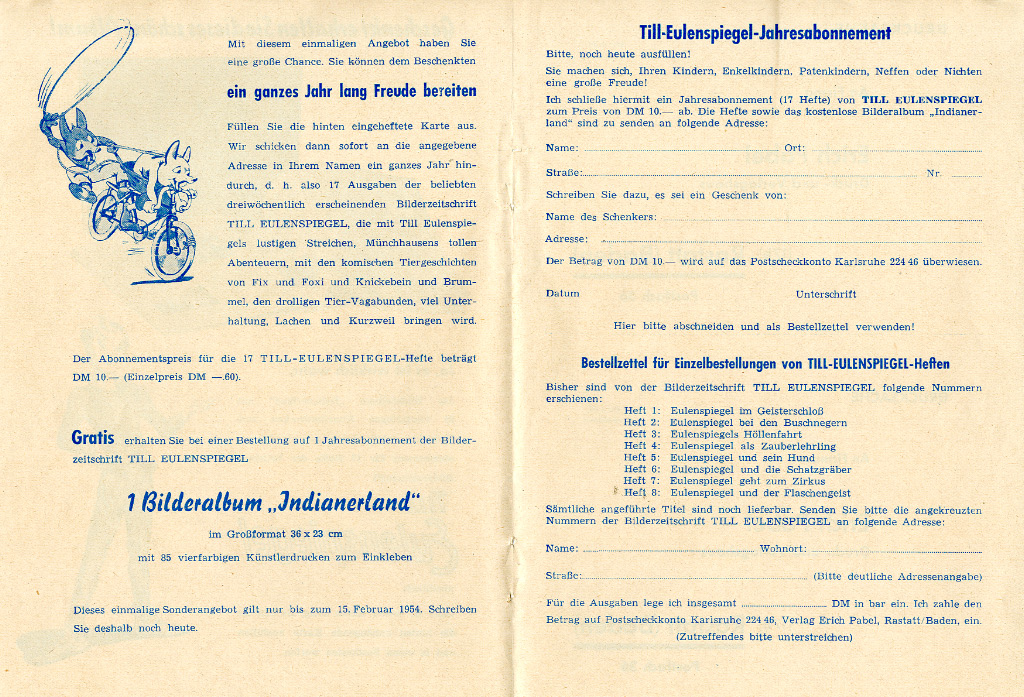 Mit diesem einmaligen Angebot haben Sie
eine große Chance. Sie können dem Beschenkten
ein ganzes Jahr lang Freude bereiten
Füllen Sie die hinten eingeheftete Karte aus.
Wir schicken dann sofort an die angegebene
Adresse in Ihrem Namen ein ganzes Jahr hin-
durch, d. h. also 17 Ausgaben der beliebten
dreiwöchentlich erscheinenden Bilderzeitschrift
TILL EULENSPIEGEL, die mit Till Eulenspie-
gels lustigen Streichen, Münchhausens tollen
Abenteuern, mit den komischen Tiergeschichten
von Fix und Foxi und Knickebein und Brum-
mel, den drolligen Tier-Vagabunden, viel Unter-
haltung, Lachen und Kurzweil bringen wird.
Der Abonnementspreis für die 17 TILL-EULENSPIEGEL-Hefte beträgt
DM 10.— (Einzelpreis DM —.60).
Gratis erhalten Sie bei einer Bestellung auf 1 Jahresabonnement der Bilder-
zeitschrift TILL EULENSPIEGEL
1 Bilderalbum „Indianerland“
im Großformat 36 x 23 cm
mit 85 vierfarbigen Künstlerdrucken zum Einkleben
Dieses einmalige Sonderangebot gilt nur bis zum 15. Februar 1954. Schreiben
Sie deshalb noch heute.
Till-Eulenspiegel-Jahresabonnement
Bitte, noch heute ausfüllen!
Sie machen sich, Ihren Kindern, Enkelkindern, Patenkindern, Neffen oder Nichten
eine große Freude!
Ich schließe hiermit ein Jahresabonnement (17 Hefte) von TILL EULENSPIEGEL
zum Preis von DM 10.— ab. Die Hefte sowie das kostenlose Bilderalbum „Indianer-
land“ sind zu senden an folgende Adresse:
Name: Ort:
Straße: Nr.
Schreiben Sie dazu, es sei ein Geschenk von:
Name des Schenkers:
Adresse:
Der Betrag von DM 10.— wird auf das Postscheckkonto Karlsruhe 224 46 überwiesen.
Datum Unterschrift
Hier bitte abschneiden und als Bestellzettel verwenden!
Bestellzettel für Einzelbestellungen von TILL-EULENSPIEGEL-Heften
Bisher sind von der Bilderzeitschrift TILL EULENSPIEGEL folgende Nummern
erschienen:
Heft 1: Eulenspiegel im Geisterschloß
Heft 2: Eulenspiegel bei den Buschnegern
Heft 3: Eulenspiegels Höllenfahrt
Heft 4: Eulenspiegel als Zauberlehrling
Heft 5: Eulenspiegel und sein Hund
Heft 6: Eulenspiegel und die Schatzgräber
Heft 7: Eulenspiegel geht zum Zirkus
Heft 8: Eulenspiegel und der Flaschengeist
Sämtliche angeführte Titel sind noch lieferbar. Senden Sie bitte die angekreuzten
Nummern der Bilderzeitschrift TILL EULENSPIEGEL an folgende Adresse:
Name: Wohnort:
Straße: (Bitte deutliche Adressenangabe)
Für die Ausgaben lege ich insgesamt DM in bar ein. Ich zahle den
Betrag auf Postscheckkonto Karlsruhe 224 46, Verlag Erich Pabel, Rastatt/Baden, ein.
(Zutreffendes bitte unterstreichen)